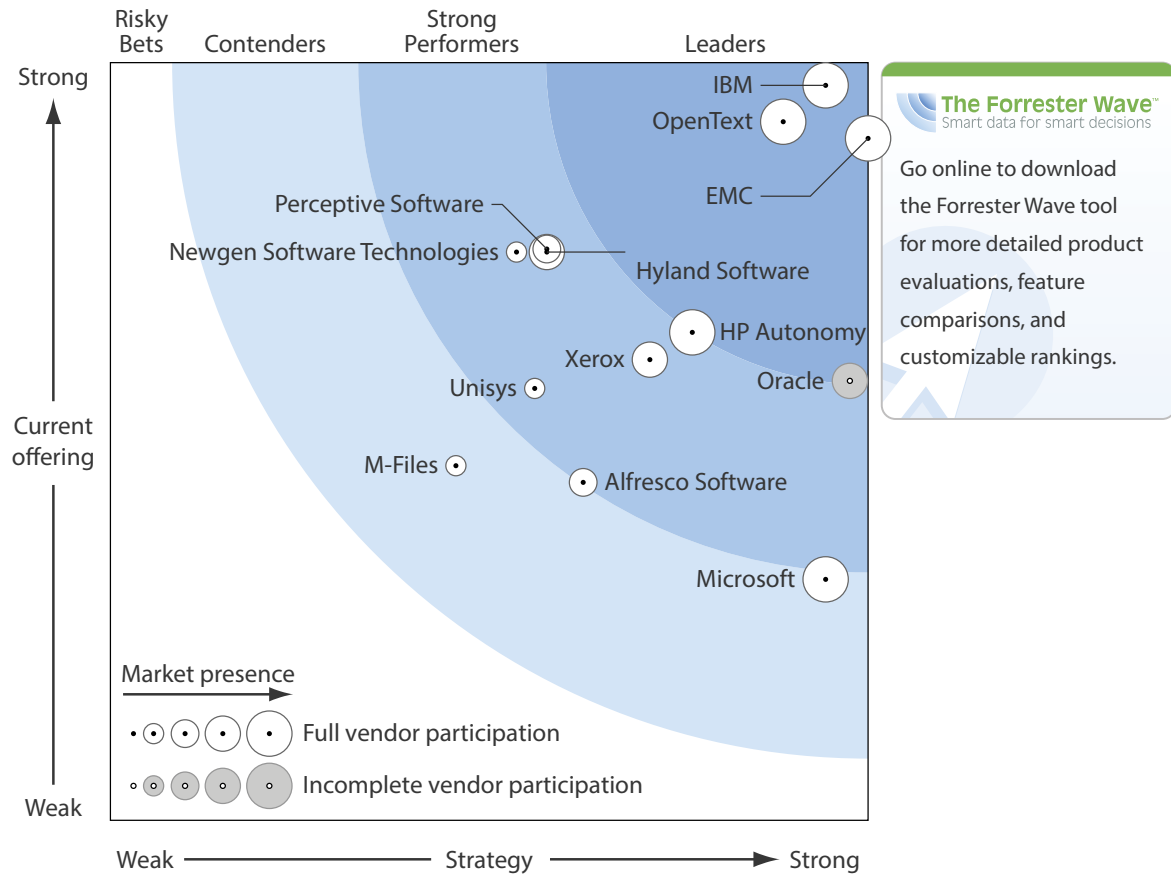 Risky
Bets
Contenders
Strong
Performers
Leaders
Strong
Current
offering
Weak
IBM
OpenText
EMC
Perceptive Software
Newgen Software Technologies
Hyland Software
HP Autonomy
Xerox
Oracle
Unisys
M-Files
Alfresco Software
Microsoft
Market presence
Full vendor participation
Incomplete vendor participation
Weak
Strategy
Strong
The Forrester Wave™
Smart data for smart decisions
Go online to download
the Forrester Wave tool
for more detailed product
evaluations, feature
comparisons, and
customizable rankings.